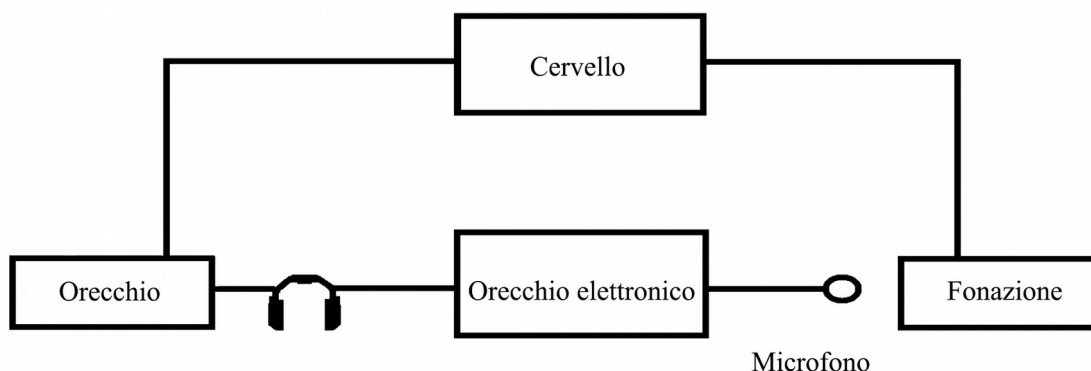 Cervello
Orecchio
Orecchio elettronico
Fonazione
Microfono